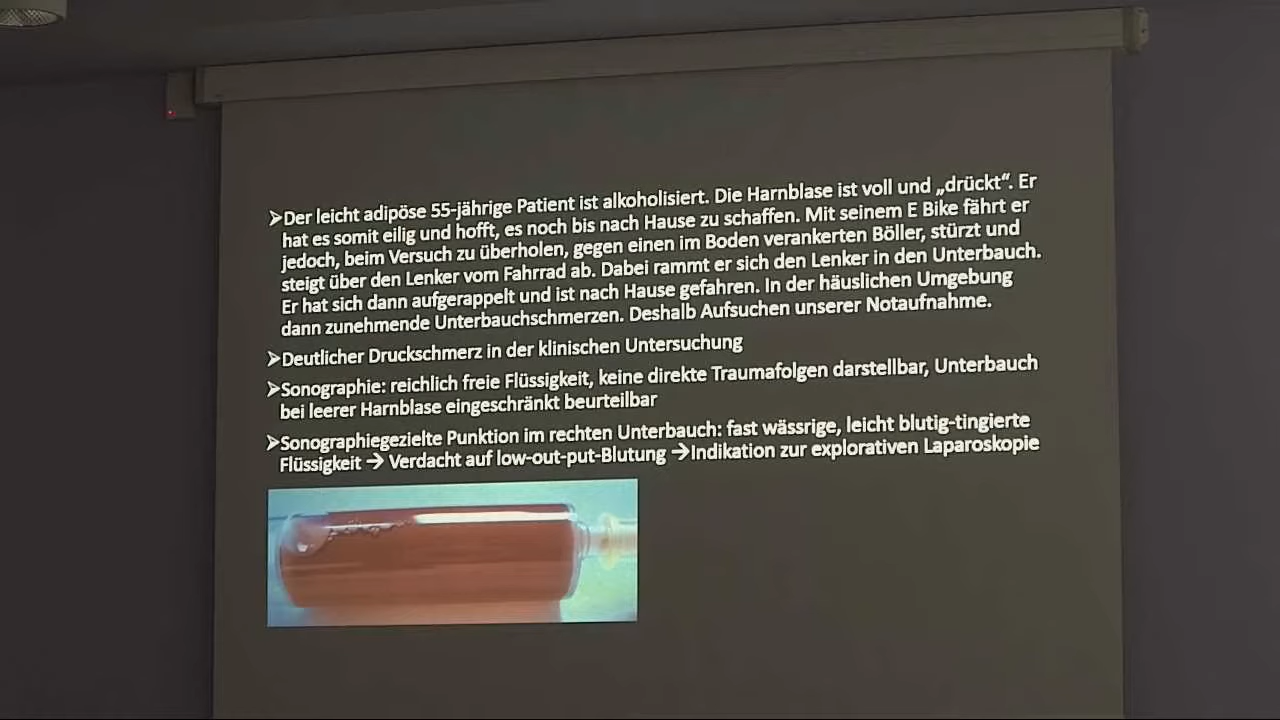 ➢Der leicht adipöse 55-jährige Patient ist alkoholisiert. Die Harnblase ist voll und „drückt“. Er
hat es somit eilig und hofft, es noch bis nach Hause zu schaffen. Mit seinem E Bike fährt er
jedoch, beim Versuch zu überholen, gegen einen im Boden verankerten Böller, stürzt und
steigt über den Lenker vom Fahrrad ab. Dabei rammt er sich den Lenker in den Unterbauch.
Er hat sich dann aufgerappelt und ist nach Hause gefahren. In der häuslichen Umgebung
dann zunehmende Unterbauchschmerzen. Deshalb Aufsuchen unserer Notaufnahme.
➢Deutlicher Druckschmerz in der klinischen Untersuchung
➢Sonographie: reichlich freie Flüssigkeit, keine direkte Traumafolgen darstellbar, Unterbauch
bei leerer Harnblase eingeschränkt beurteilbar
➢Sonographiegezielte Punktion im rechten Unterbauch: fast wässrige, leicht blutig-tingierte
Flüssigkeit → Verdacht auf low-out-put-Blutung →Indikation zur explorativen Laparoskopie